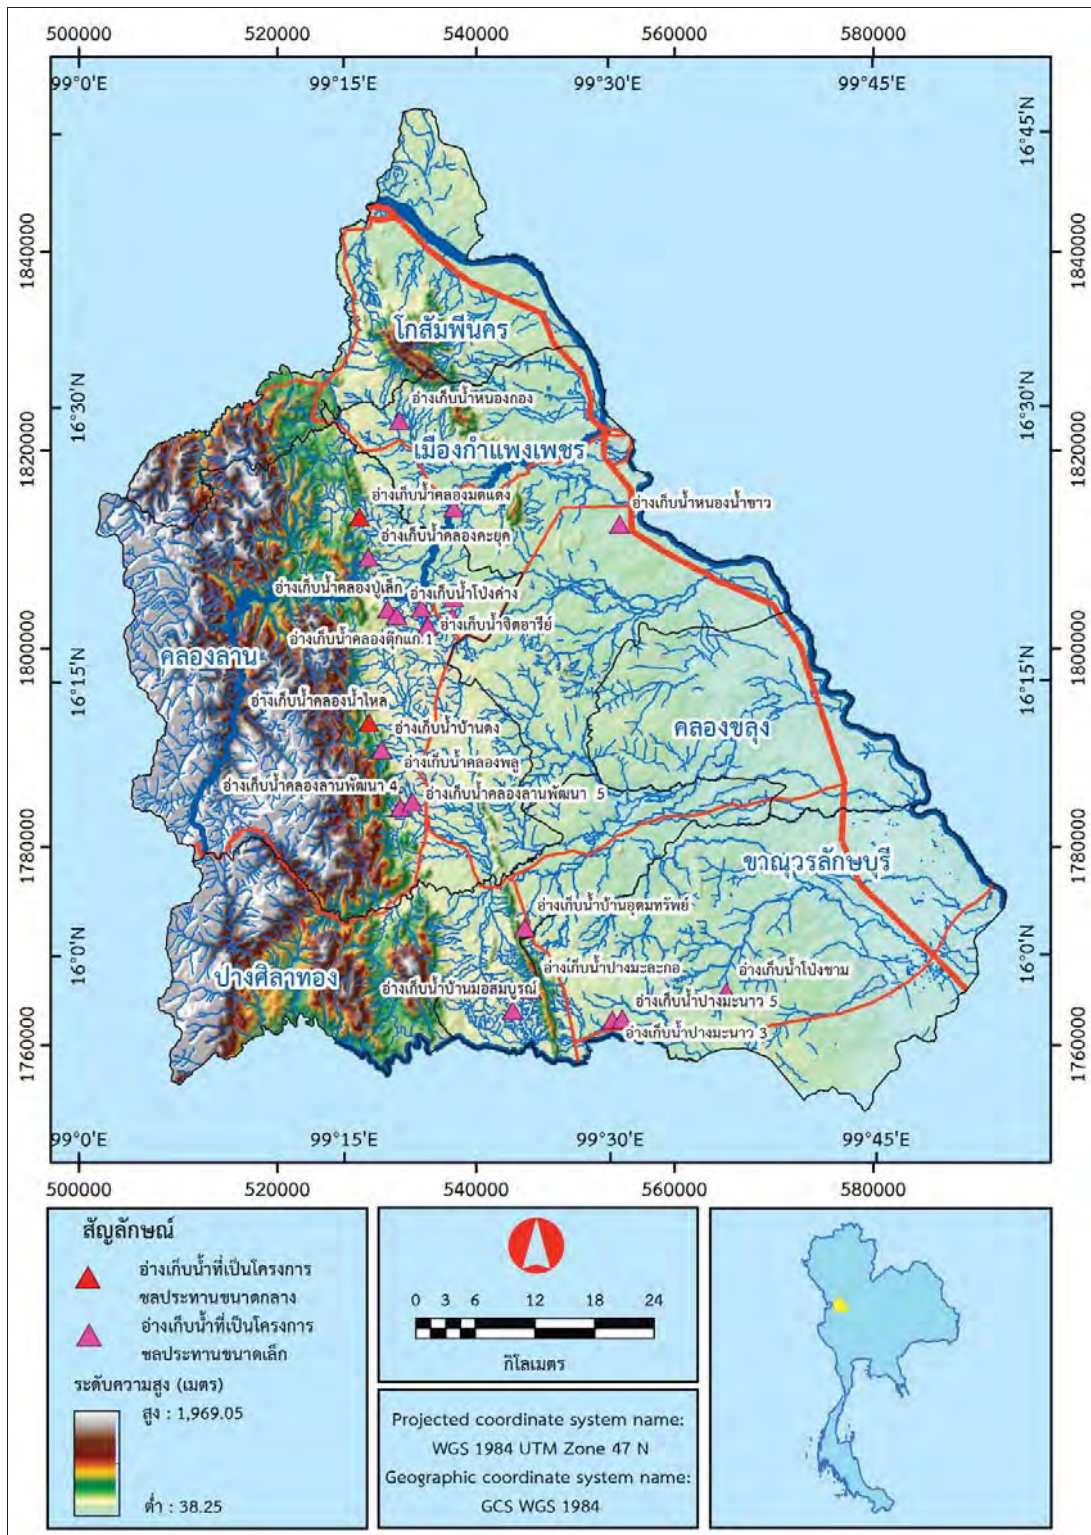 500000 520000 540000 560000 580000
99°0'E 99°15'E 99°30'E 99°45'E
16°45'N 16°45'N
1840000 1840000
โกสัมพีนคร
16°30'N 16°30'N
อ่างเก็บน้ำหนองกอง
1820000 1820000
เมืองกำแพงเพชร
อ่างเก็บน้ำคลองมดแดง
อ่างเก็บน้ำหนองน้ำขาว
อ่างเก็บน้ำคลองคะยุค
อ่างเก็บน้ำคลองปูเล็ก
อ่างเก็บน้ำโป่งค่าง
อ่างเก็บน้ำจิตอารีย์
อ่างเก็บน้ำคลองตุ๊กแก 1
1800000 1800000
คลองลาน
16°15'N 16°15'N
อ่างเก็บน้ำคลองน้ำไหล
อ่างเก็บน้ำบ้านดง
คลองขลุง
อ่างเก็บน้ำคลองพลู
อ่างเก็บน้ำคลองลานพัฒนา 4
อ่างเก็บน้ำคลองลานพัฒนา 5
1780000 1780000
ขาณุวรลักษบุรี
อ่างเก็บน้ำบ้านอุดมทรัพย์
16°0'N 16°0'N
ปางศิลาทอง
อ่างเก็บน้ำปางมะละกอ
อ่างเก็บน้ำโป่งขาม
อ่างเก็บน้ำบ้านมอสมบูรณ์
อ่างเก็บน้ำปางมะนาว 5
อ่างเก็บน้ำปางมะนาว 3
1760000 1760000
99°0'E 99°15'E 99°30'E 99°45'E
500000 520000 540000 560000 580000
สัญลักษณ์
อ่างเก็บน้ำที่เป็นโครงการ
ชลประทานขนาดกลาง
อ่างเก็บน้ำที่เป็นโครงการ
ชลประทานขนาดเล็ก
ระดับความสูง (เมตร)
สูง : 1,969.05
ต่ำ : 38.25
0 3 6 12 18 24
กิโลเมตร
Projected coordinate system name:
WGS 1984 UTM Zone 47 N
Geographic coordinate system name:
GCS WGS 1984